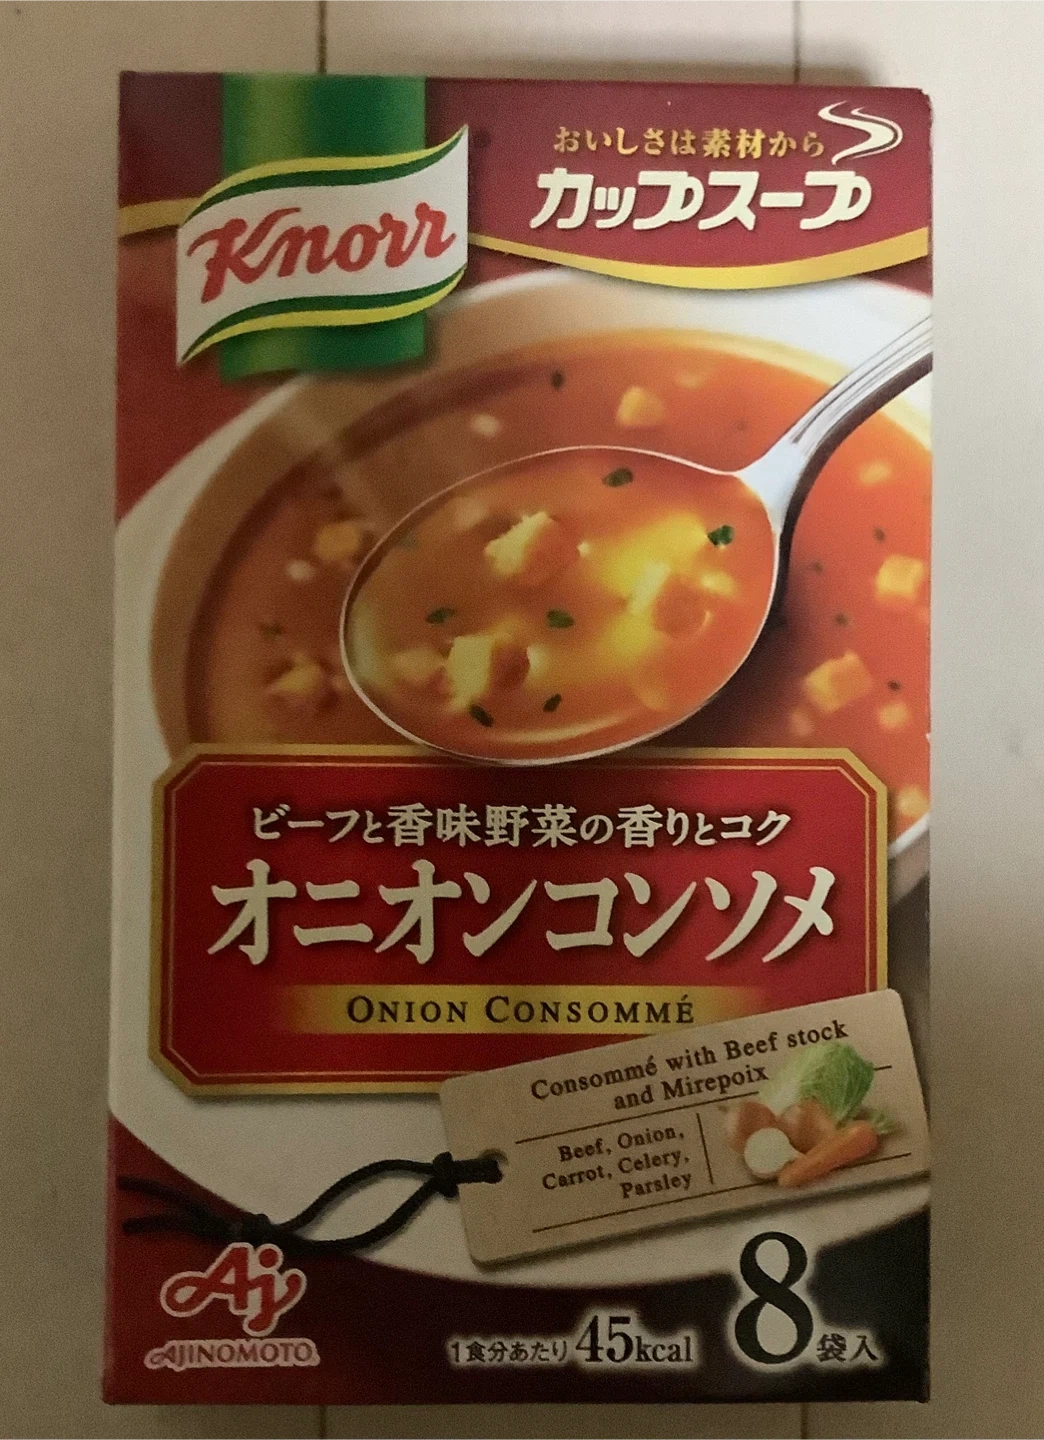 Knorr
おいしさは素材から
カップスープ
ビーフと香味野菜の香りとコク
オニオンコンソメ
ONION CONSOMMÉ
Consommé with Beef stock
and Mirepoix
Beef, Onion,
Carrot, Celery,
Parsley
Aj
AJINOMOTO
1食分あたり45kcal
8袋入